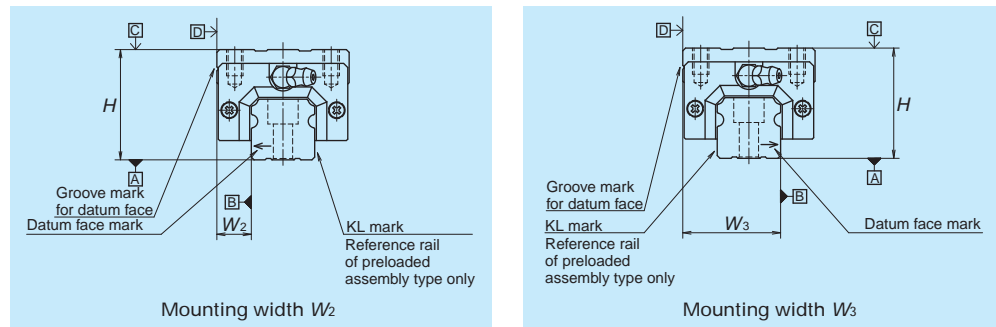 C
D
H
A
Groove mark
for datum face
Datum face mark
B
W2
KL mark
Reference rail
of preloaded
assembly type only
Mounting width W2
D
C
H
A
Groove mark
for datum face
B
KL mark
Reference rail
of preloaded
assembly type only
W3
Datum face mark
Mounting width W3